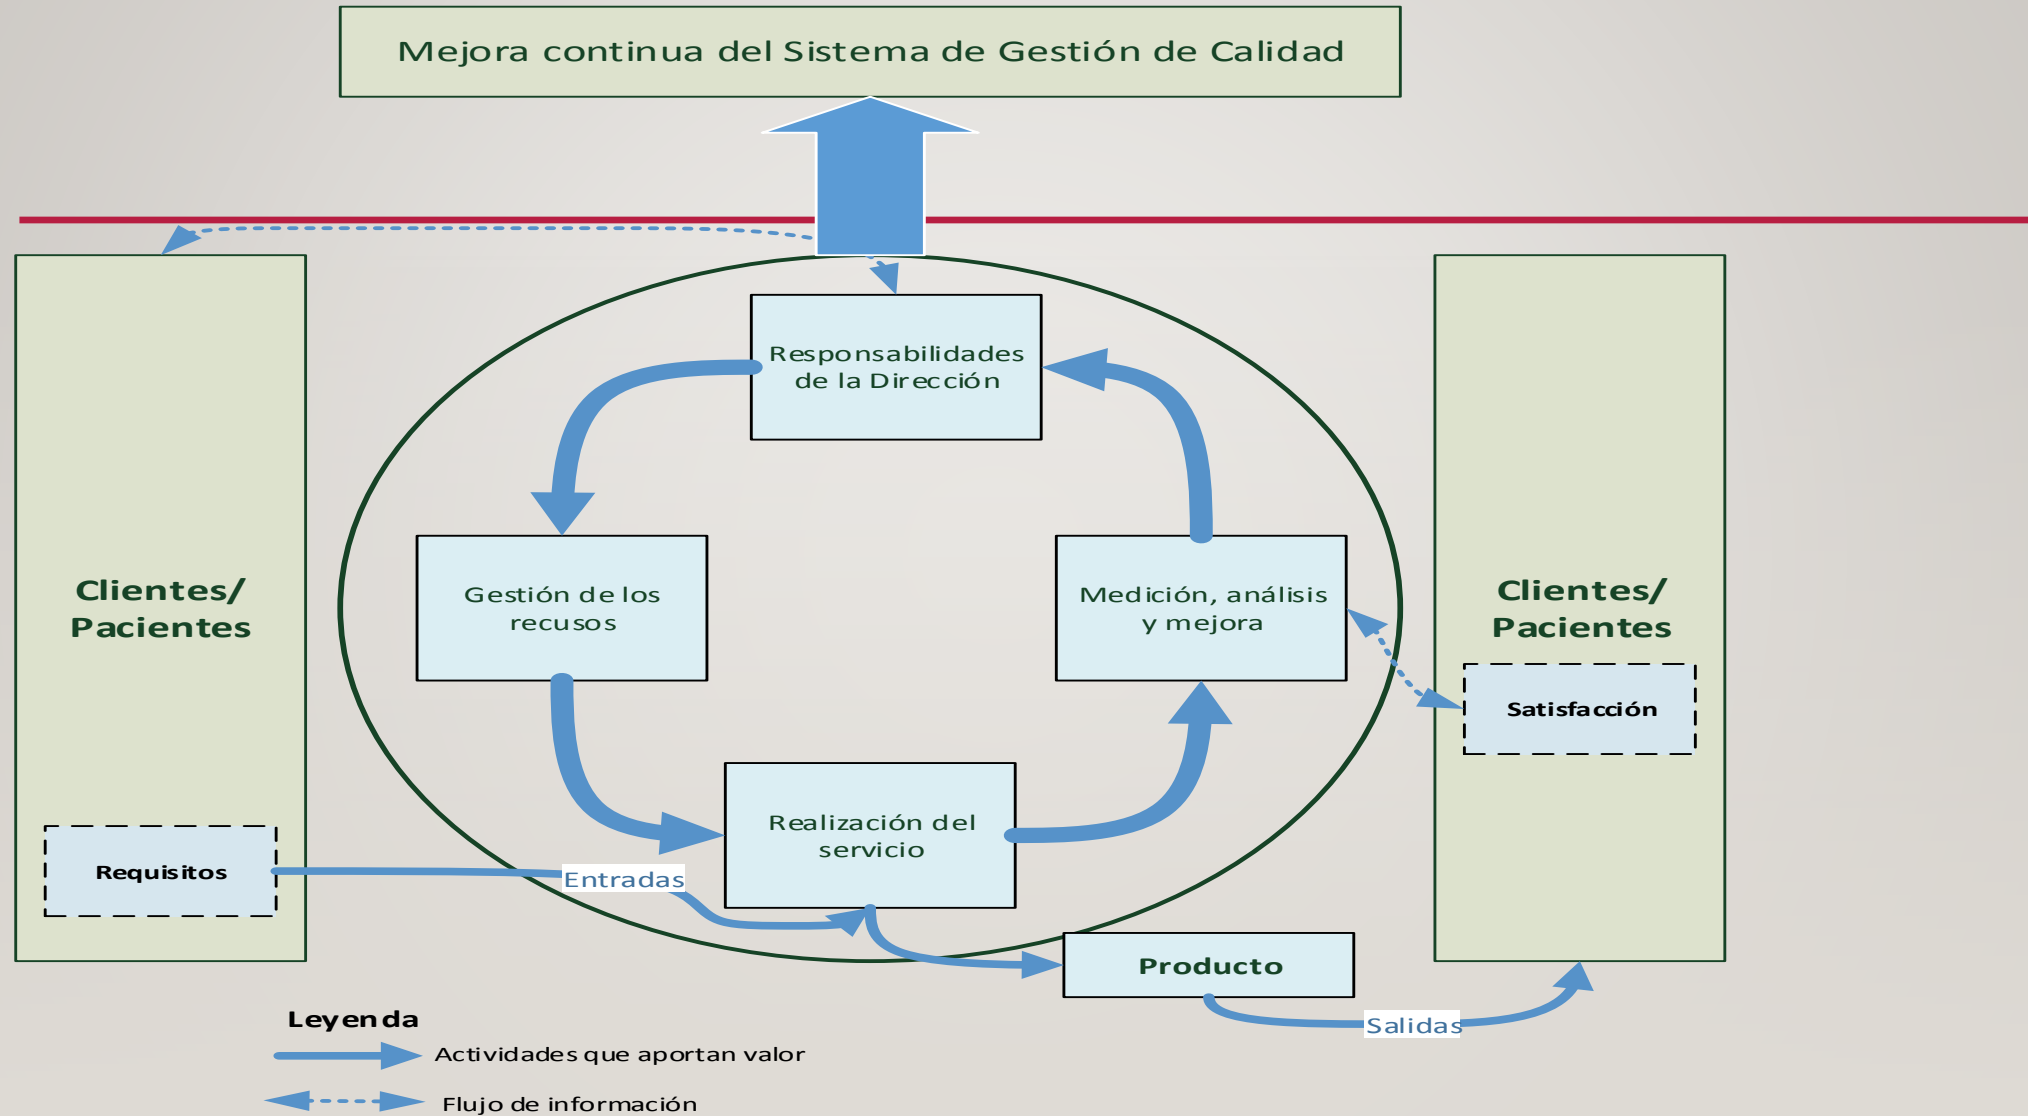 Mejora continua del Sistema de Gestión de Calidad
Responsabilidades
de la Dirección
Clientes/
Pacientes
Gestión de los
recusos
Medición, análisis
y mejora
Clientes/
Pacientes
Satisfacción
Realización del
servicio
Requisitos
Entradas
Producto
Salidas
Leyenda
Actividades que aportan valor
Flujo de información